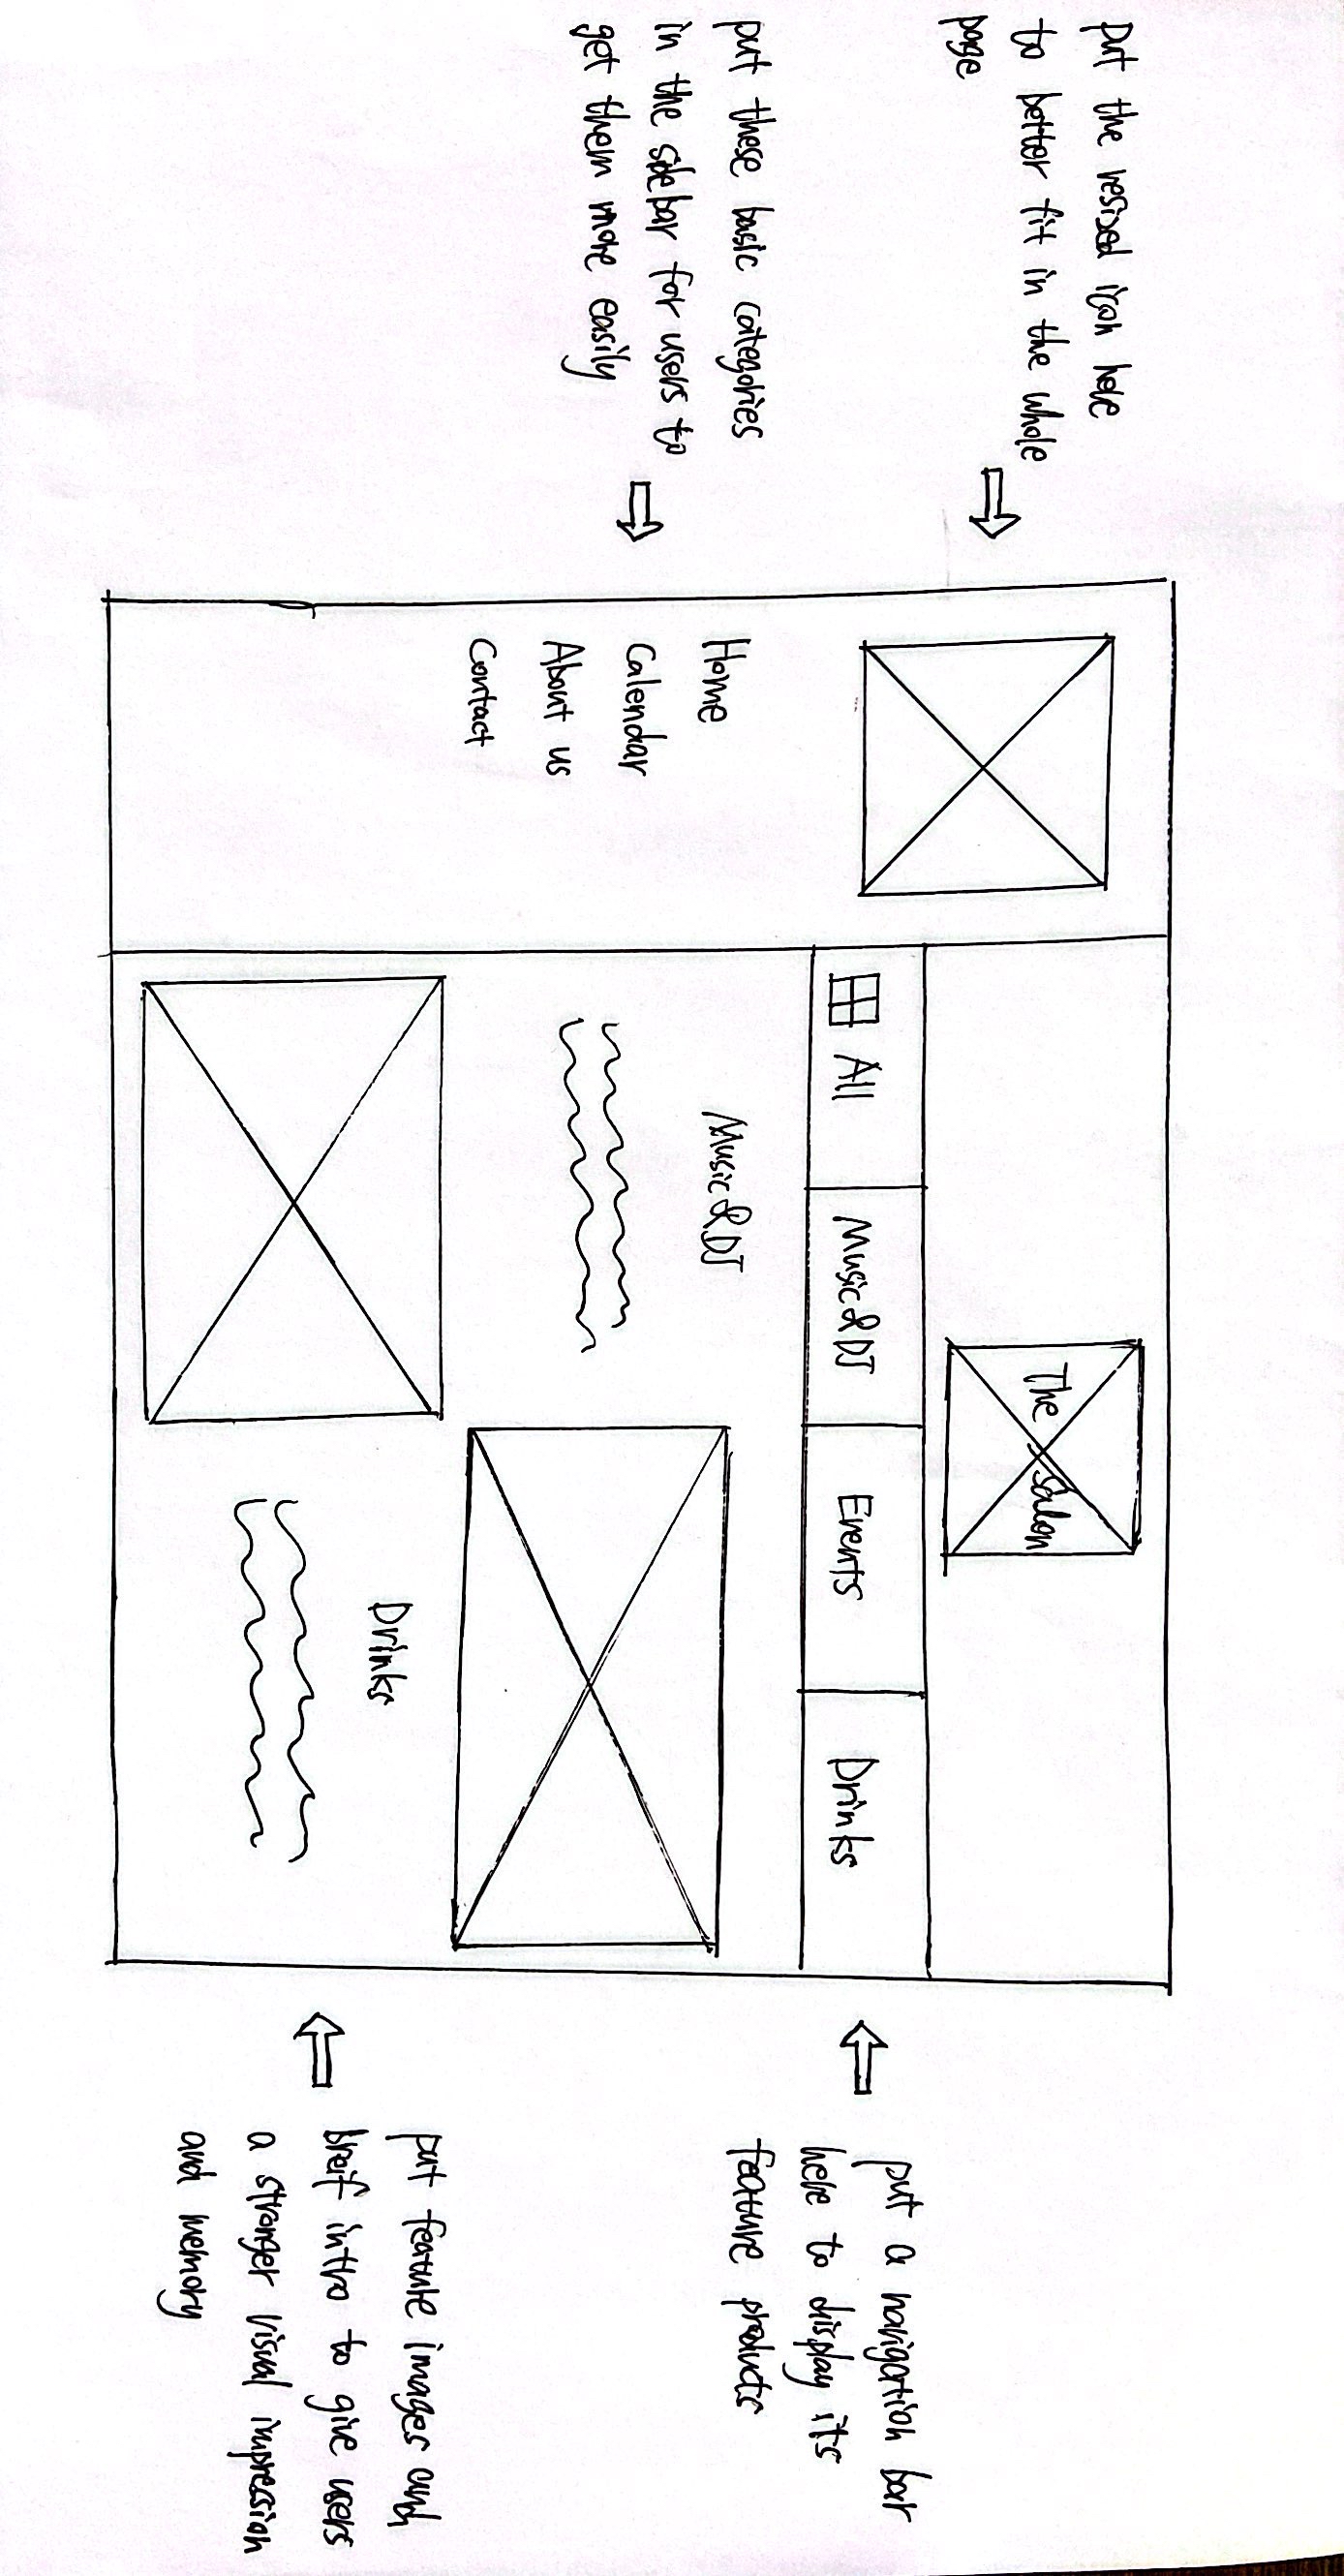 put the resized icon here
to better fit in the whole
page
put these basic categories
in the sidebar for users to
get them more easily
The Salon
All
Music&DJ
Events
Drinks
Home
Calendar
About us
Contact
Music&DJ
Drinks
put a navigation bar
here to display its
feature products
put feature images and
breif intro to give users
a stronger visual impression
and memory